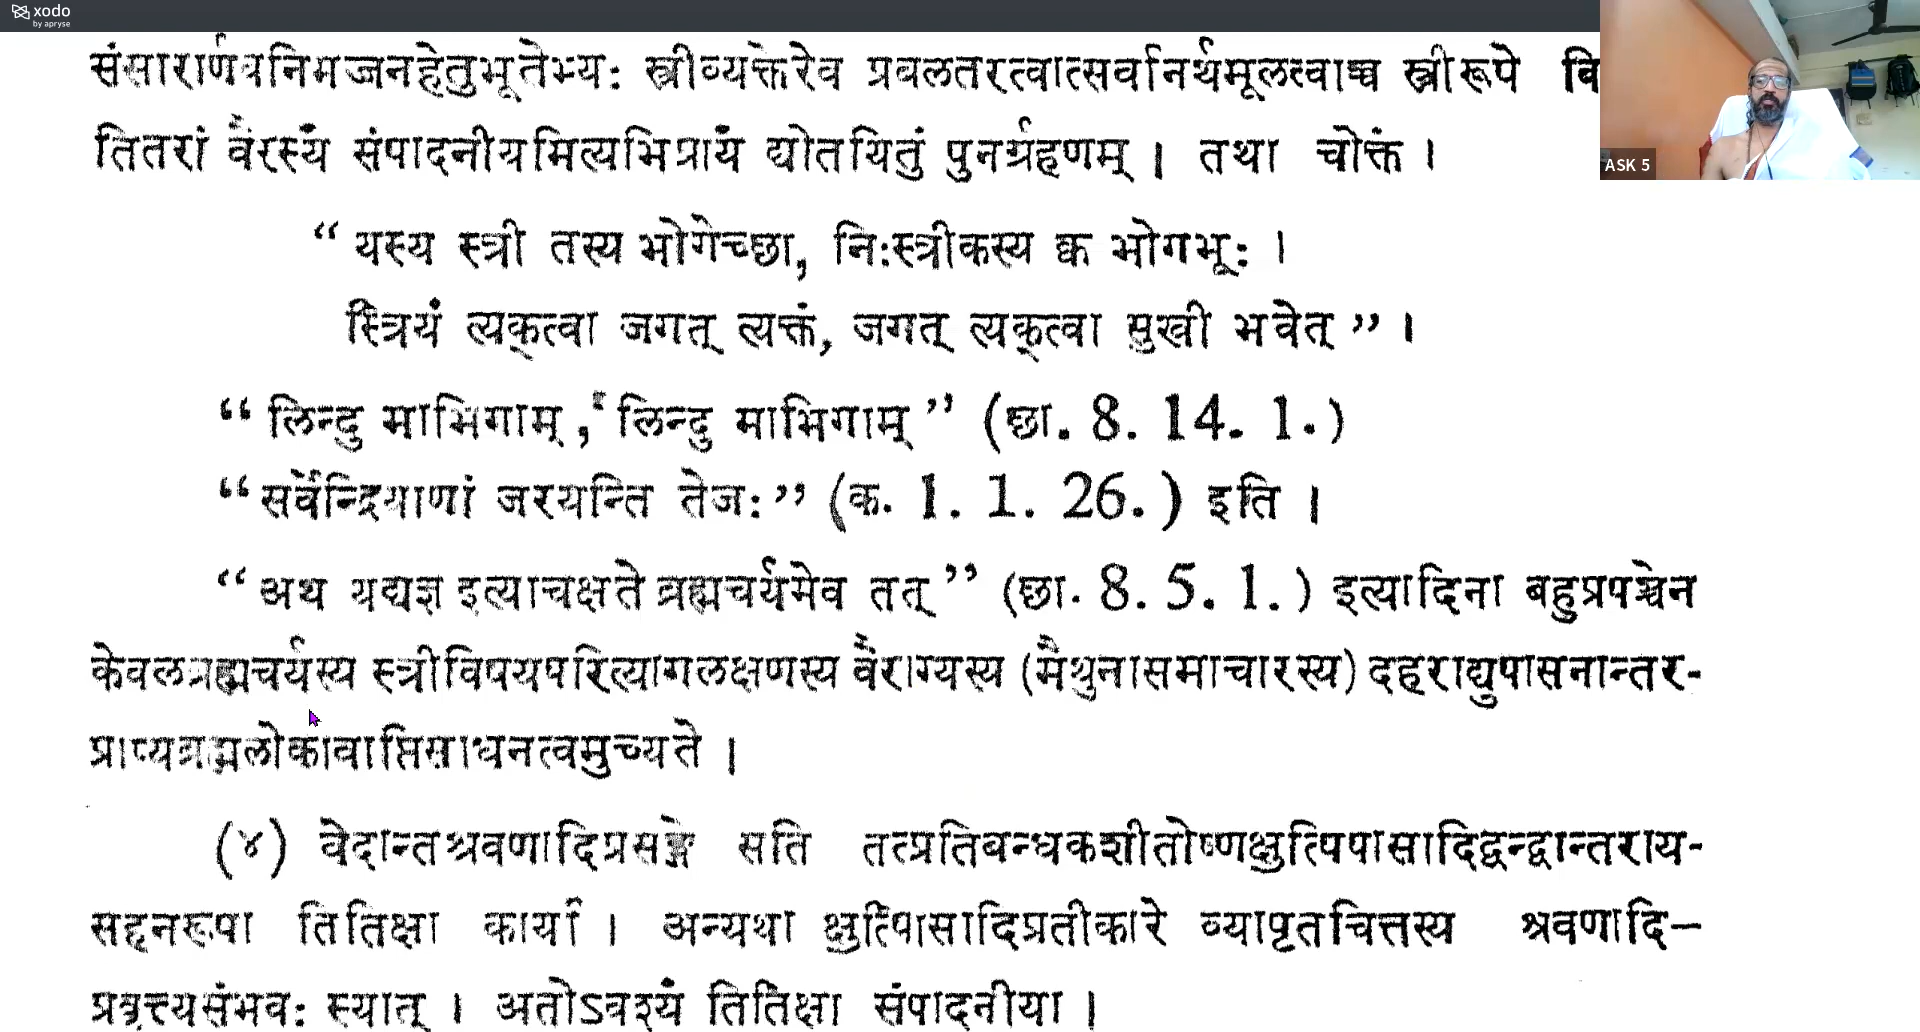 xodo
by apryse
संसारार्णवनिमज्जनहेतुभूतेभ्यः स्त्रीव्यक्तेरेव प्रबलतरत्वात्सर्वानर्थमूलत्वाच्च स्त्रीरूपे वि
तितरां वैरस्यं संपादनीयमित्यभिप्रायं द्योतयितुं पुनर्ग्रहणम् । तथा चोक्तं ।
ASK 5
“ यस्य स्त्री तस्य भोगेच्छा, निःस्त्रीकस्य क्व भोगभूः ।
स्त्रियं त्यक्त्वा जगत् त्यक्तं, जगत् त्यक्त्वा सुखी भवेत् ” ।
“ लिन्दु माभिगाम् , लिन्दु माभिगाम् ” (छा. 8. 14. 1.)
“ सर्वेन्द्रियाणां जरयन्ति तेजः” (क. 1. 1. 26. ) इति ।
“ अथ यद्यज्ञ इत्याचक्षते ब्रह्मचर्यमेव तत् ” (छा. 8. 5. 1.) इत्यादिना बहुप्रपञ्चेन
केवलब्रह्मचर्यस्य स्त्रीविषयपरित्यागलक्षणस्य वैराग्यस्य (मैथुनासमाचारस्य) दहराद्युपासनान्तर-
प्राप्यब्रह्मलोकावाप्तिसाधनत्वमुच्यते ।
(४) वेदान्तश्रवणादिप्रसङ्गे सति तत्प्रतिबन्धकशीतोष्णक्षुत्पिपासादिद्वन्द्वान्तराय-
सहनरूपा तितिक्षा कार्या । अन्यथा क्षुत्पिासादिप्रतीकारे व्यापृतचित्तस्य श्रवणादि–
प्रवृत्त्यसंभवः स्यात् । अतोऽवश्यं तितिक्षा संपादनीया ।